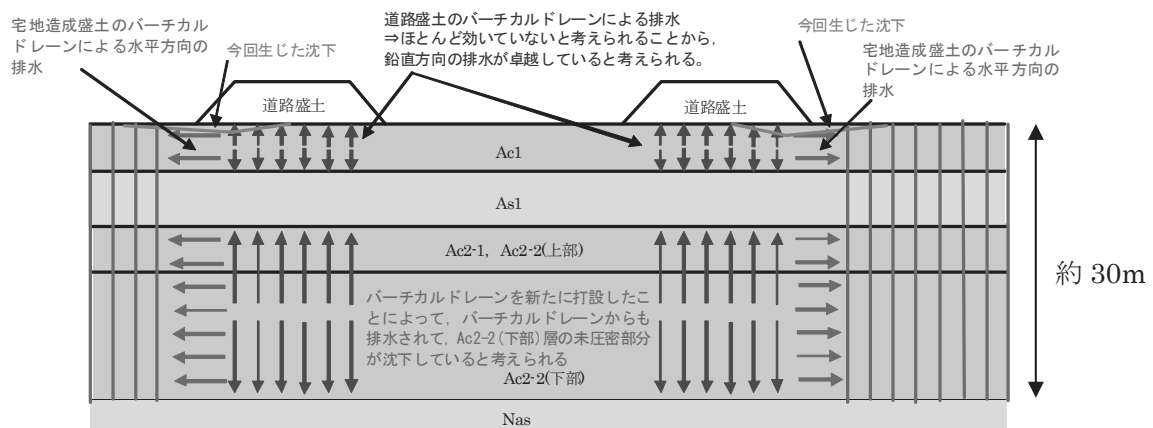 宅地造成盛土のバーチカル
ドレーンによる水平方向の
排水
今回生じた沈下
道路盛土のバーチカルドレーンによる排水
⇒ほとんど効いていないと考えられることから，
鉛直方向の排水が卓越していると考えられる。
今回生じた沈下
宅地造成盛土のバーチカル
ドレーンによる水平方向の
排水
道路盛土
道路盛土
Ac1
As1
Ac2-1，Ac2-2(上部)
約 30m
バーチカルドレーンを新たに打設したこ
とによって，バーチカルドレーンからも
排水されて，Ac2-2(下部)層の未圧密部分
が沈下していると考えられる
Ac2-2(下部)
Nas